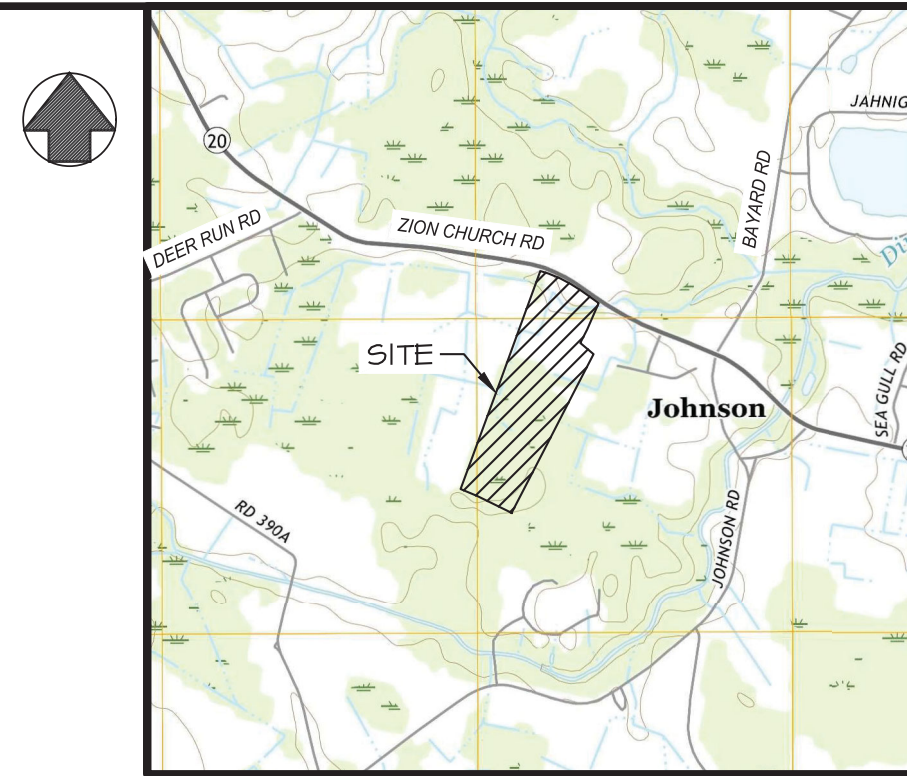 JAHNIG
20
BAYARD RD
DEER RUN RD
ZION CHURCH RD
SITE
SEA GULL RD
Johnson
RD 390A
JOHNSON RD